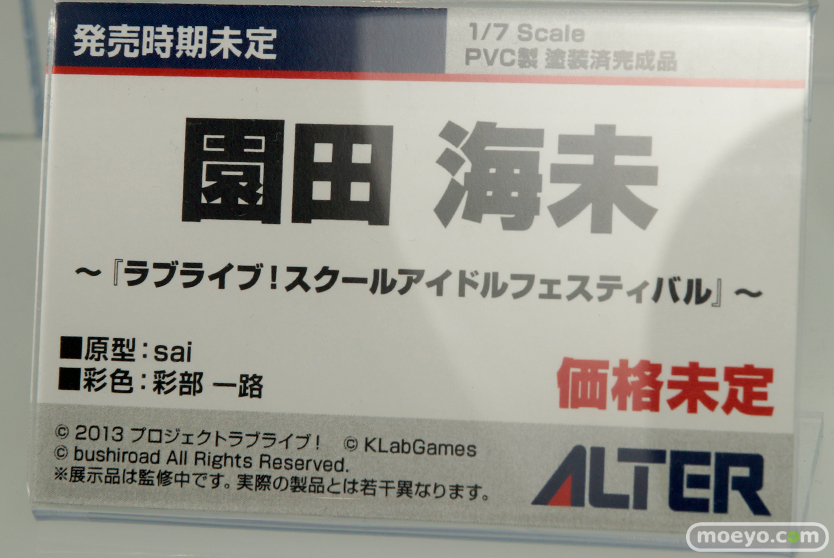 発売時期未定
1/7 Scale
PVC製 塗装済完成品
園田 海未
～『ラブライブ！スクールアイドルフェスティバル』～
■原型：sai
■彩色：彩部 一路
価格未定
© 2013 プロジェクトラブライブ！ © KLabGames
© bushiroad All Rights Reserved.
※展示品は監修中です。実際の製品とは若干異なります。
ALTER
moeyo.com